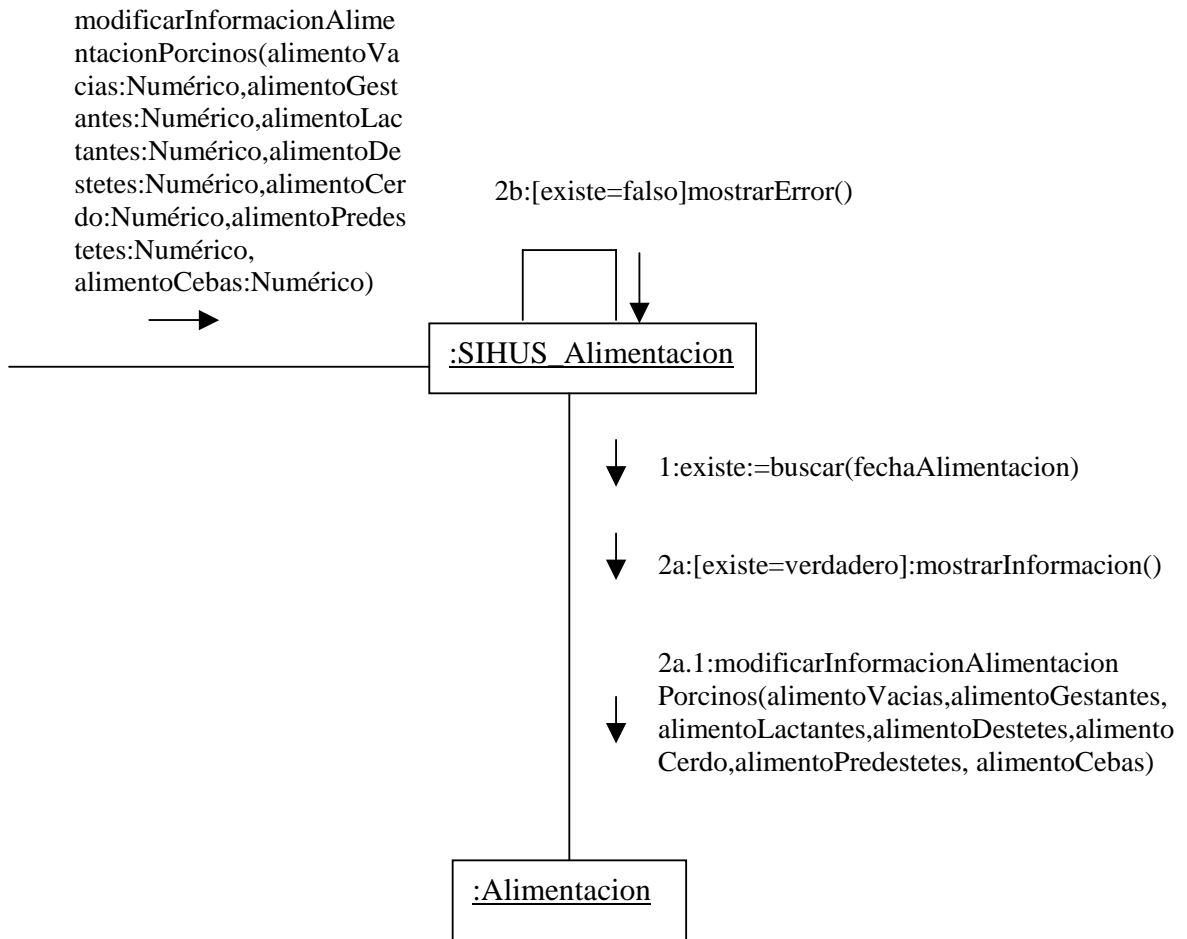 modificarInformacionAlime
ntacionPorcinos(alimentoVa
cias:Numérico,alimentoGest
antes:Numérico,alimentoLac
tantes:Numérico,alimentoDe
stetes:Numérico,alimentoCer
do:Numérico,alimentoPredes
tetes:Numérico,
alimentoCebas:Numérico)
2b:[existe=falso]mostrarError()
:SIHUS_Alimentacion
1:existe:=buscar(fechaAlimentacion)
2a:[existe=verdadero]:mostrarInformacion()
2a.1:modificarInformacionAlimentacion
Porcinos(alimentoVacias,alimentoGestantes,
alimentoLactantes,alimentoDestetes,alimento
Cerdo,alimentoPredestetes, alimentoCebas)
:Alimentacion